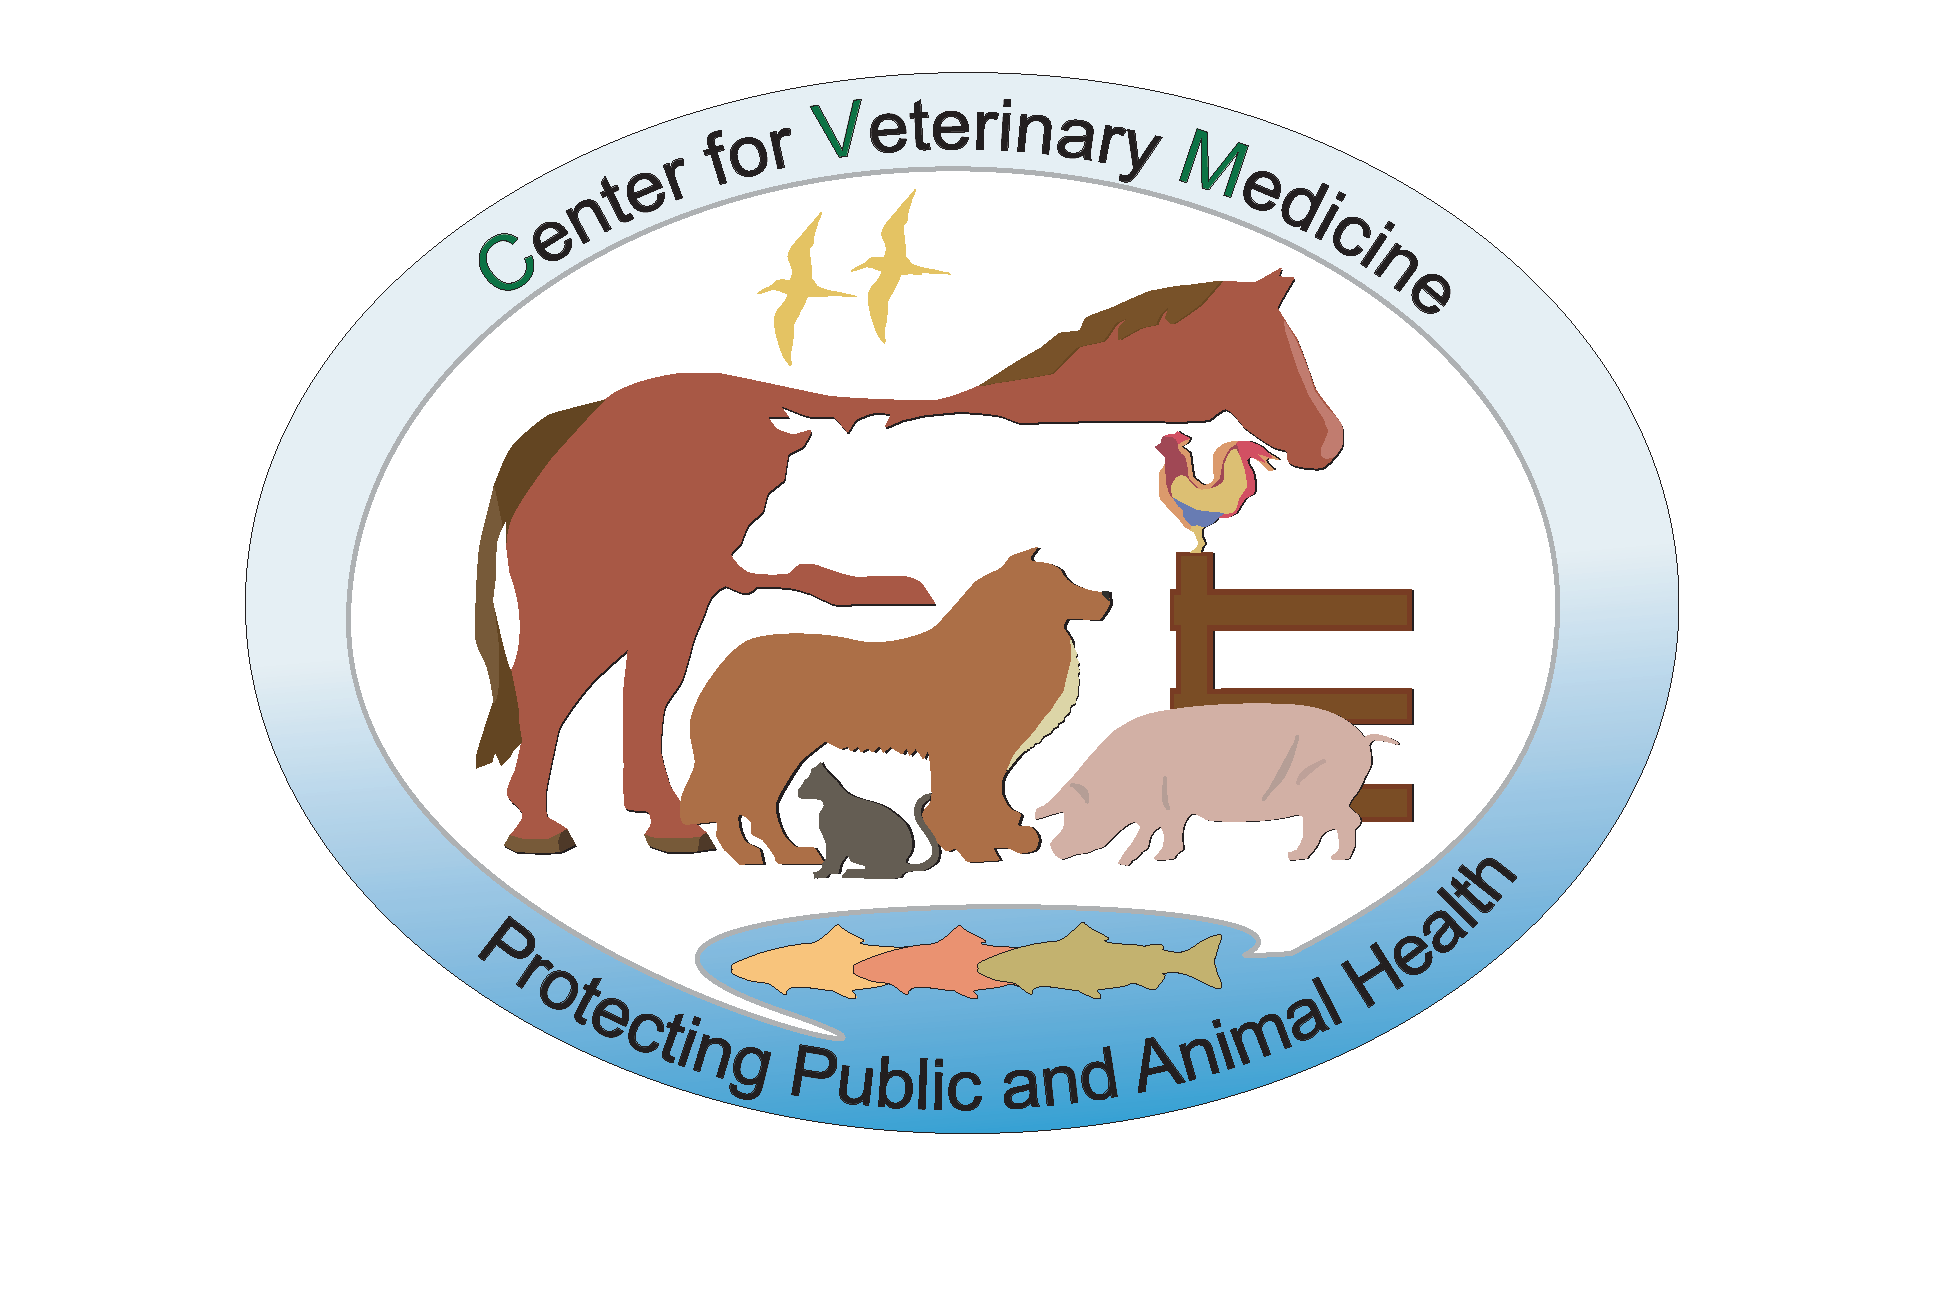 Center for Veterinary Medicine
Protecting Public and Animal Health